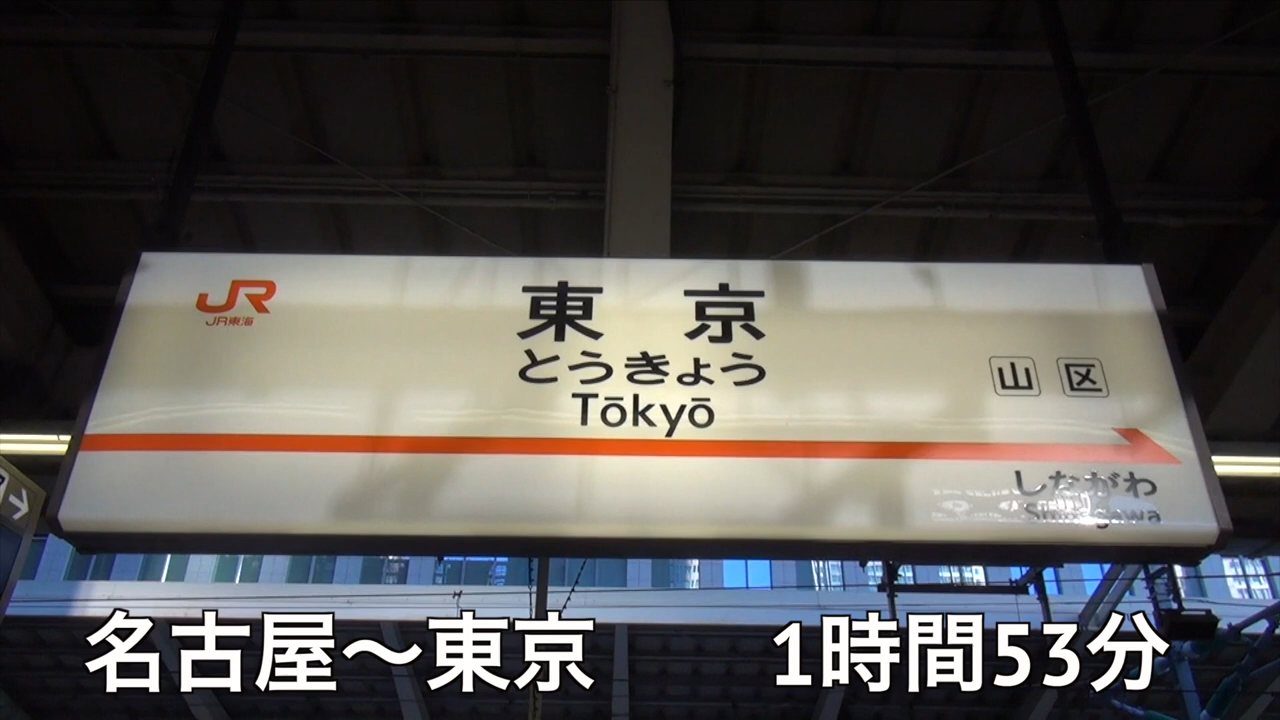 JR
JR東海
東京
とうきょう
Tōkyō
山 区
しながわ
Shinagawa
名古屋～東京 1時間53分